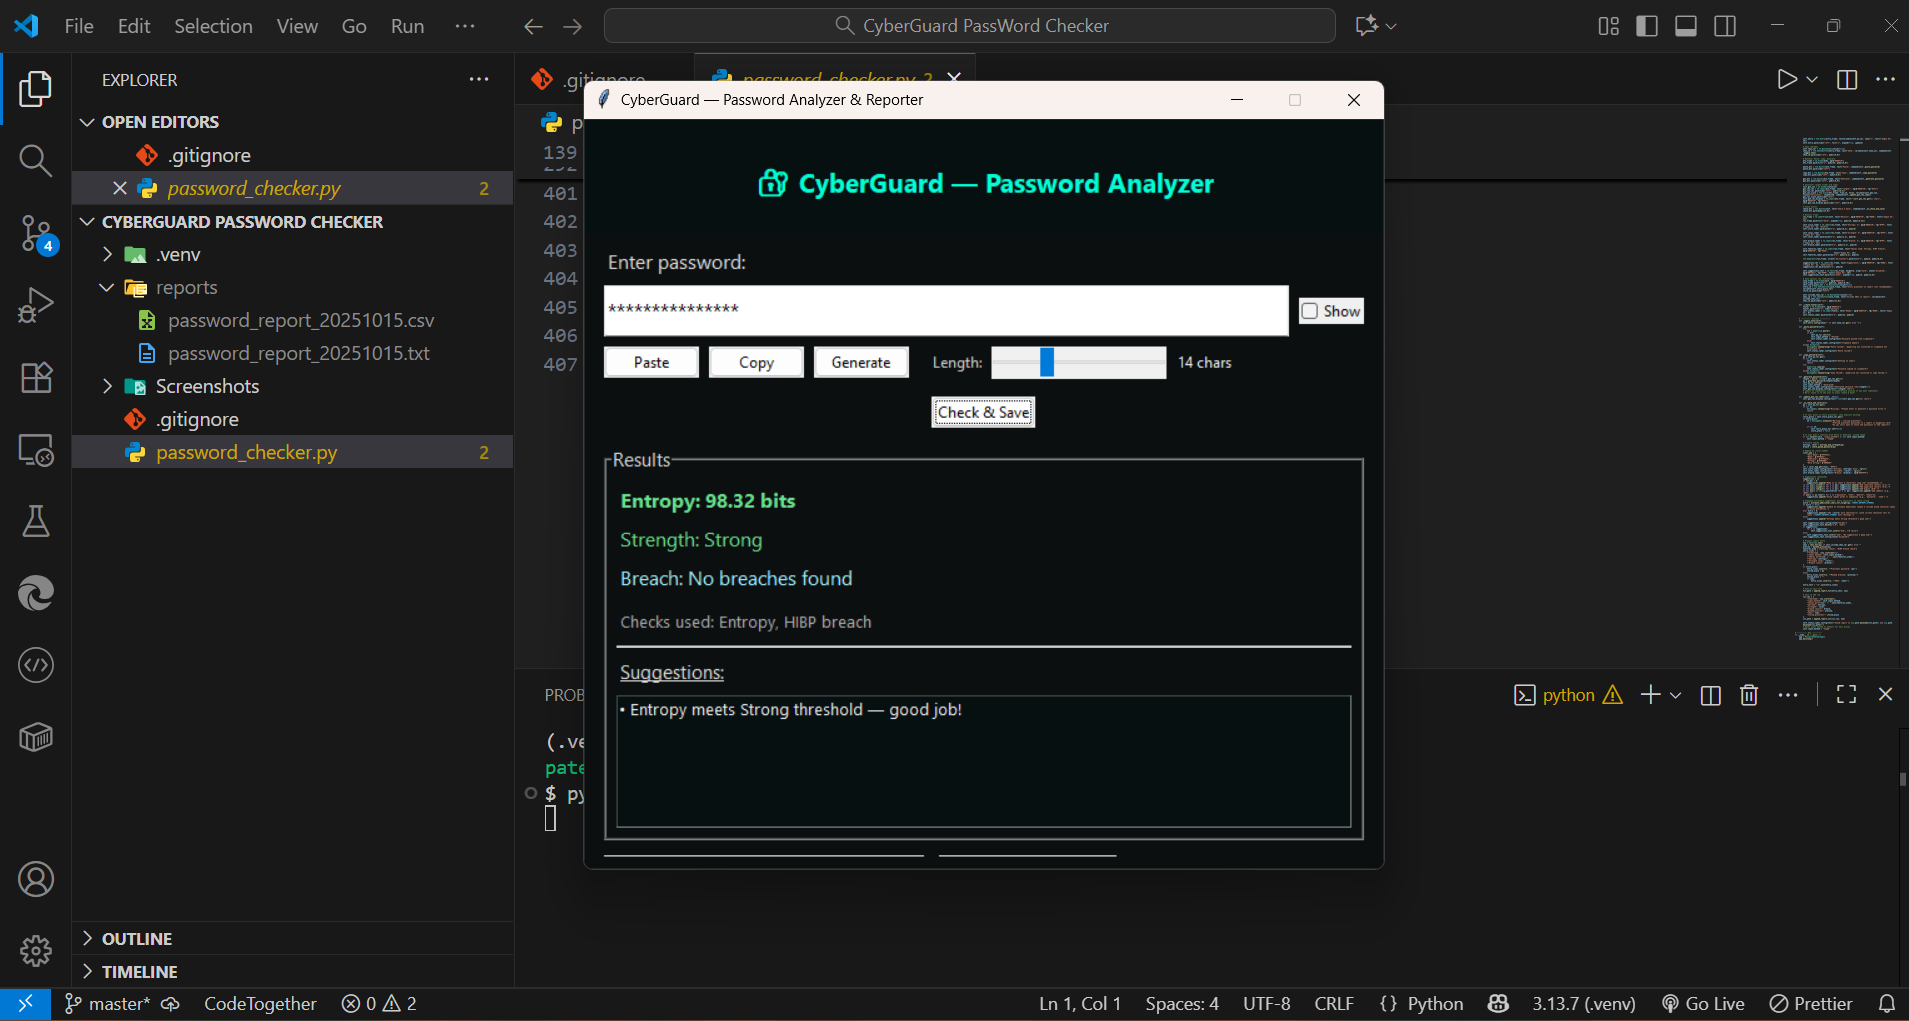 File Edit Selection View Go Run ···
CyberGuard PassWord Checker
EXPLORER
OPEN EDITORS
.gitignore
password_checker.py 2
CYBERGUARD PASSWORD CHECKER
.venv
reports
password_report_20251015.csv
password_report_20251015.txt
Screenshots
.gitignore
password_checker.py 2
OUTLINE
TIMELINE
4
.gitignore
password_checker.py 2
139
401
402
403
404
405
406
407
CyberGuard — Password Analyzer & Reporter
CyberGuard — Password Analyzer
Enter password:
***************
Show
Paste
Copy
Generate
Length:
14 chars
Check & Save
Results
Entropy: 98.32 bits
Strength: Strong
Breach: No breaches found
Checks used: Entropy, HIBP breach
Suggestions:
• Entropy meets Strong threshold — good job!
PROB
python
(.ve
pate
$ py
master* CodeTogether 0 2
Ln 1, Col 1 Spaces: 4 UTF-8 CRLF {} Python 3.13.7 (.venv) Go Live Prettier